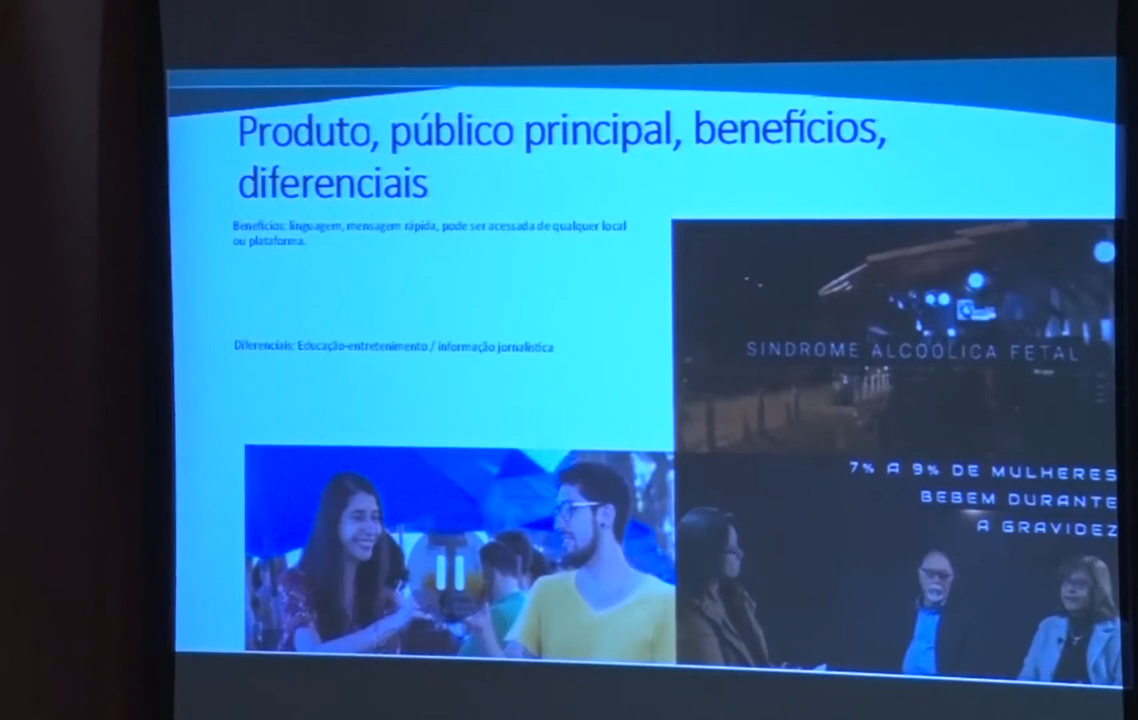 Produto, público principal, benefícios,
diferenciais
Benefícios: linguagem, mensagem rápida, pode ser acessada de qualquer local
ou plataforma.
Diferenciais: Educação-entretenimento / informação jornalística
SINDROME ALCOÓLICA FETAL
7% A 9% DE MULHERES
BEBEM DURANTE
A GRAVIDEZ